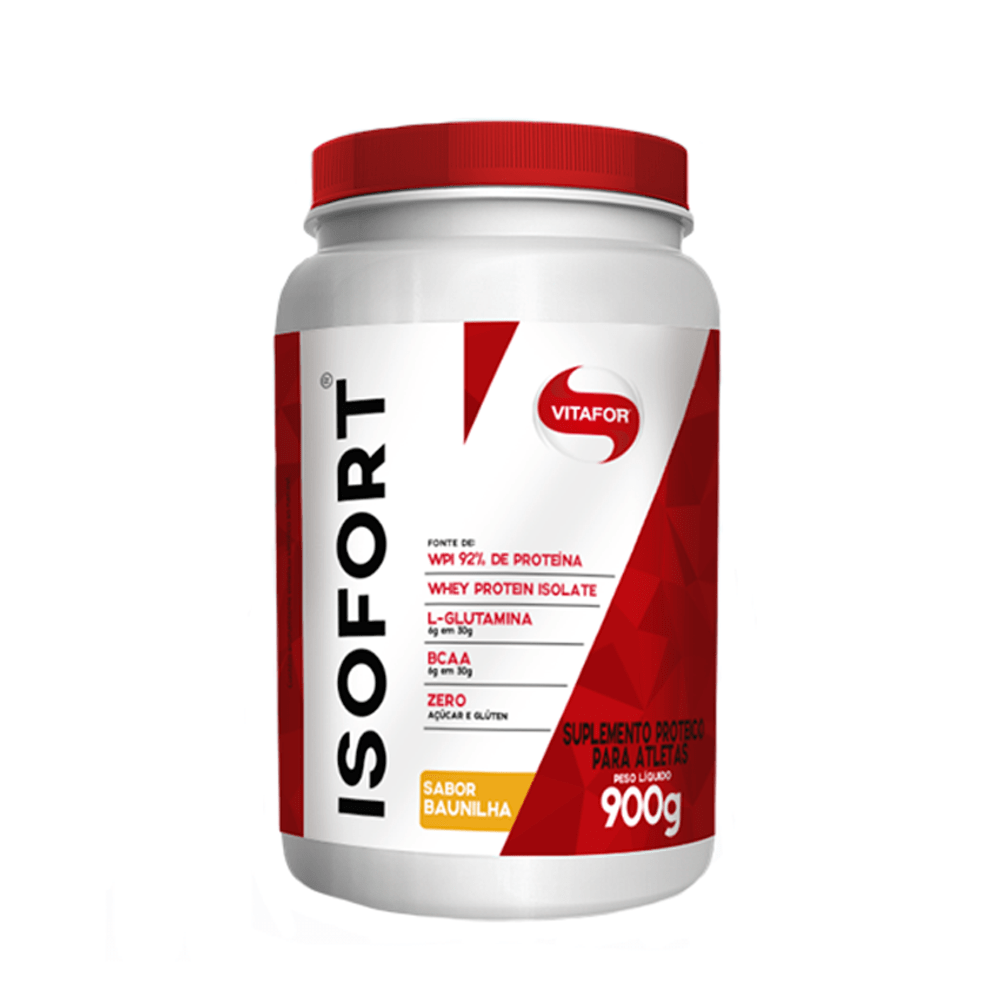 ISOFORT®
VITAFOR®
FONTE DE:
WPI 92% DE PROTEÍNA
WHEY PROTEIN ISOLATE
L-GLUTAMINA
6g em 30g
BCAA
6g em 30g
ZERO
AÇÚCAR E GLÚTEN
SABOR
BAUNILHA
SUPLEMENTO PROTEICO
PARA ATLETAS
PESO LÍQUIDO
900g